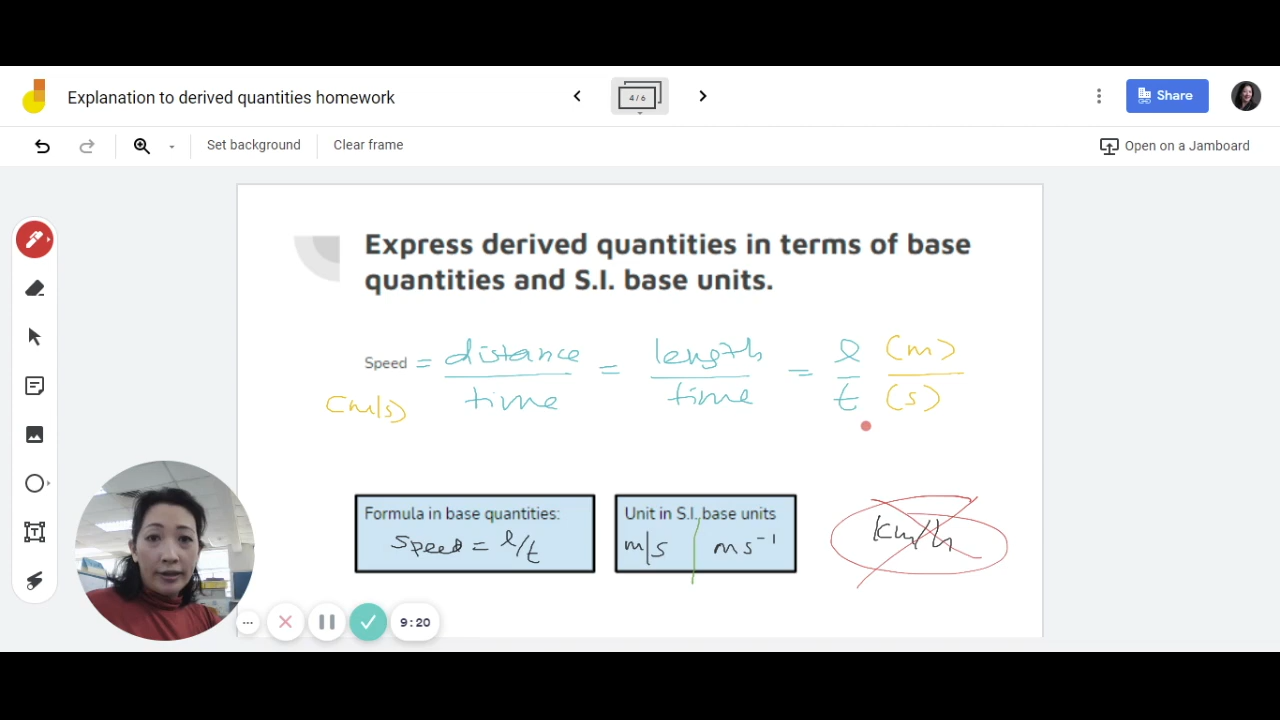 Explanation to derived quantities homework
4 / 6
Share
Set background
Clear frame
Open on a Jamboard
Express derived quantities in terms of base
quantities and S.I. base units.
Speed = distance / time = length / time = l / t (m) / (s)
(m/s)
Formula in base quantities:
Speed = l/t
Unit in S.I. base units
m/s | ms⁻¹
km/h
9:20